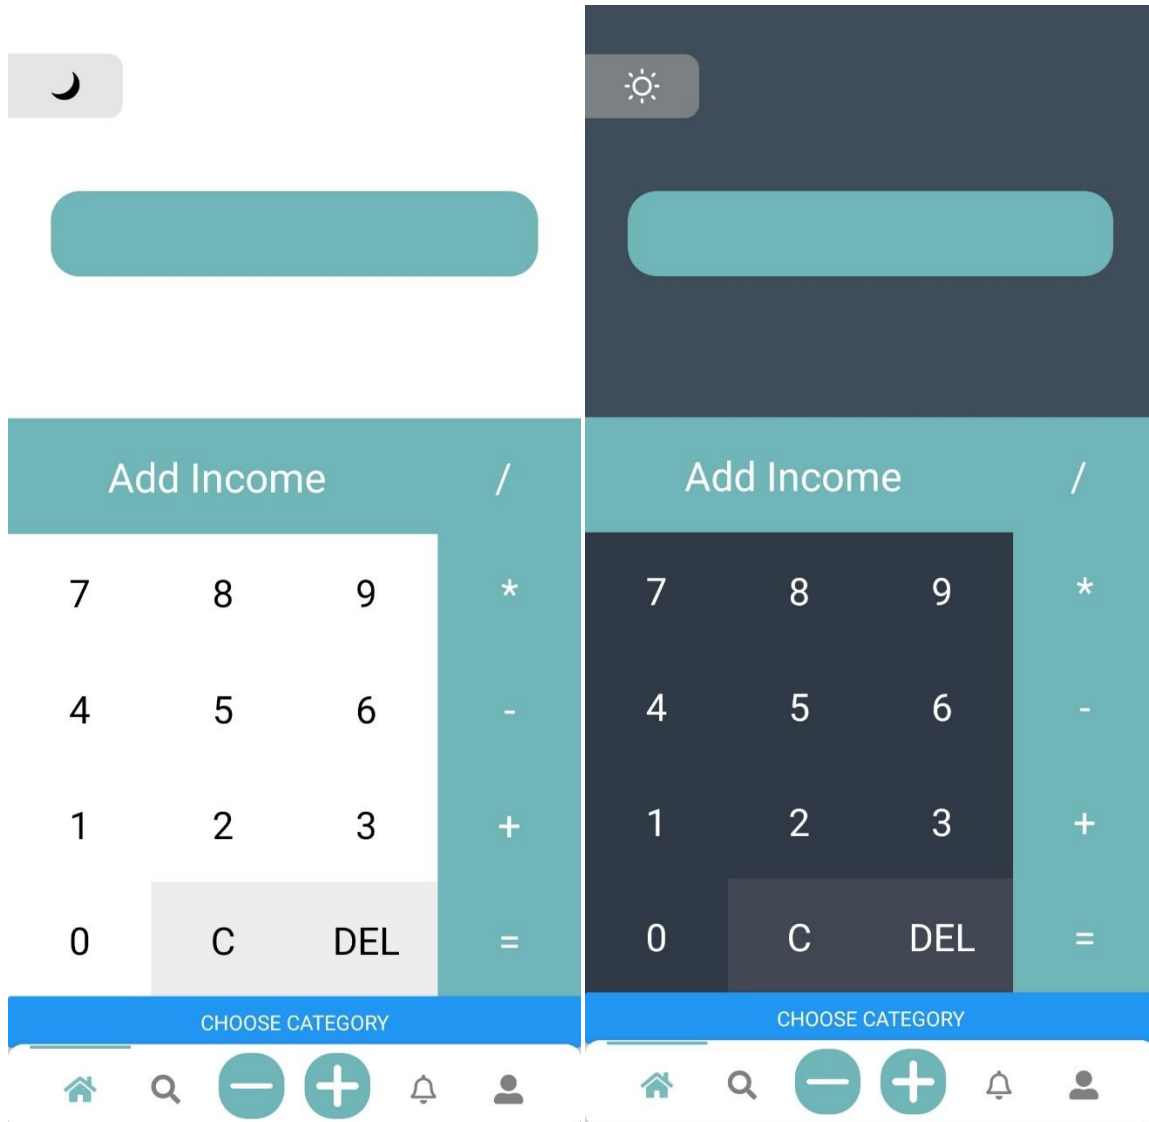 Add Income /
7 8 9 *
4 5 6 -
1 2 3 +
0 C DEL =
CHOOSE CATEGORY
Add Income /
7 8 9 *
4 5 6 -
1 2 3 +
0 C DEL =
CHOOSE CATEGORY